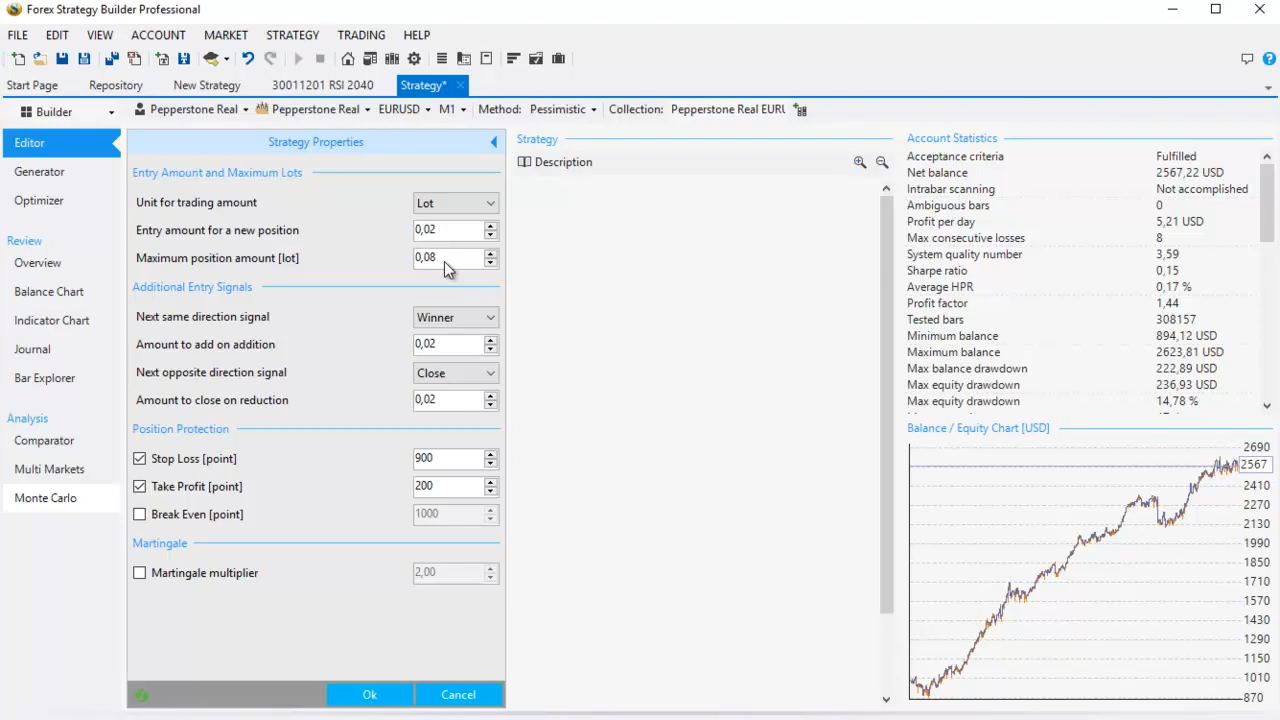 Forex Strategy Builder Professional
FILE EDIT VIEW ACCOUNT MARKET STRATEGY TRADING HELP
Start Page Repository New Strategy 30011201 RSI 2040 Strategy*
Builder Pepperstone Real Pepperstone Real EURUSD M1 Method: Pessimistic Collection: Pepperstone Real EURU
Editor
Generator
Optimizer
Review
Overview
Balance Chart
Indicator Chart
Journal
Bar Explorer
Analysis
Comparator
Multi Markets
Monte Carlo
Strategy Properties
Entry Amount and Maximum Lots
Unit for trading amount Lot
Entry amount for a new position 0,02
Maximum position amount [lot] 0,08
Additional Entry Signals
Next same direction signal Winner
Amount to add on addition 0,02
Next opposite direction signal Close
Amount to close on reduction 0,02
Position Protection
Stop Loss [point] 900
Take Profit [point] 200
Break Even [point] 1000
Martingale
Martingale multiplier 2,00
Ok Cancel
Strategy
Description
Account Statistics
Acceptance criteria Fulfilled
Net balance 2567,22 USD
Intrabar scanning Not accomplished
Ambiguous bars 0
Profit per day 5,21 USD
Max consecutive losses 8
System quality number 3,59
Sharpe ratio 0,15
Average HPR 0,17 %
Profit factor 1,44
Tested bars 308157
Minimum balance 894,12 USD
Maximum balance 2623,81 USD
Max balance drawdown 222,89 USD
Max equity drawdown 236,93 USD
Max equity drawdown 14,78 %
Balance / Equity Chart [USD]
2690
2567
2410
2270
2130
1990
1850
1710
1570
1430
1290
1150
1010
870